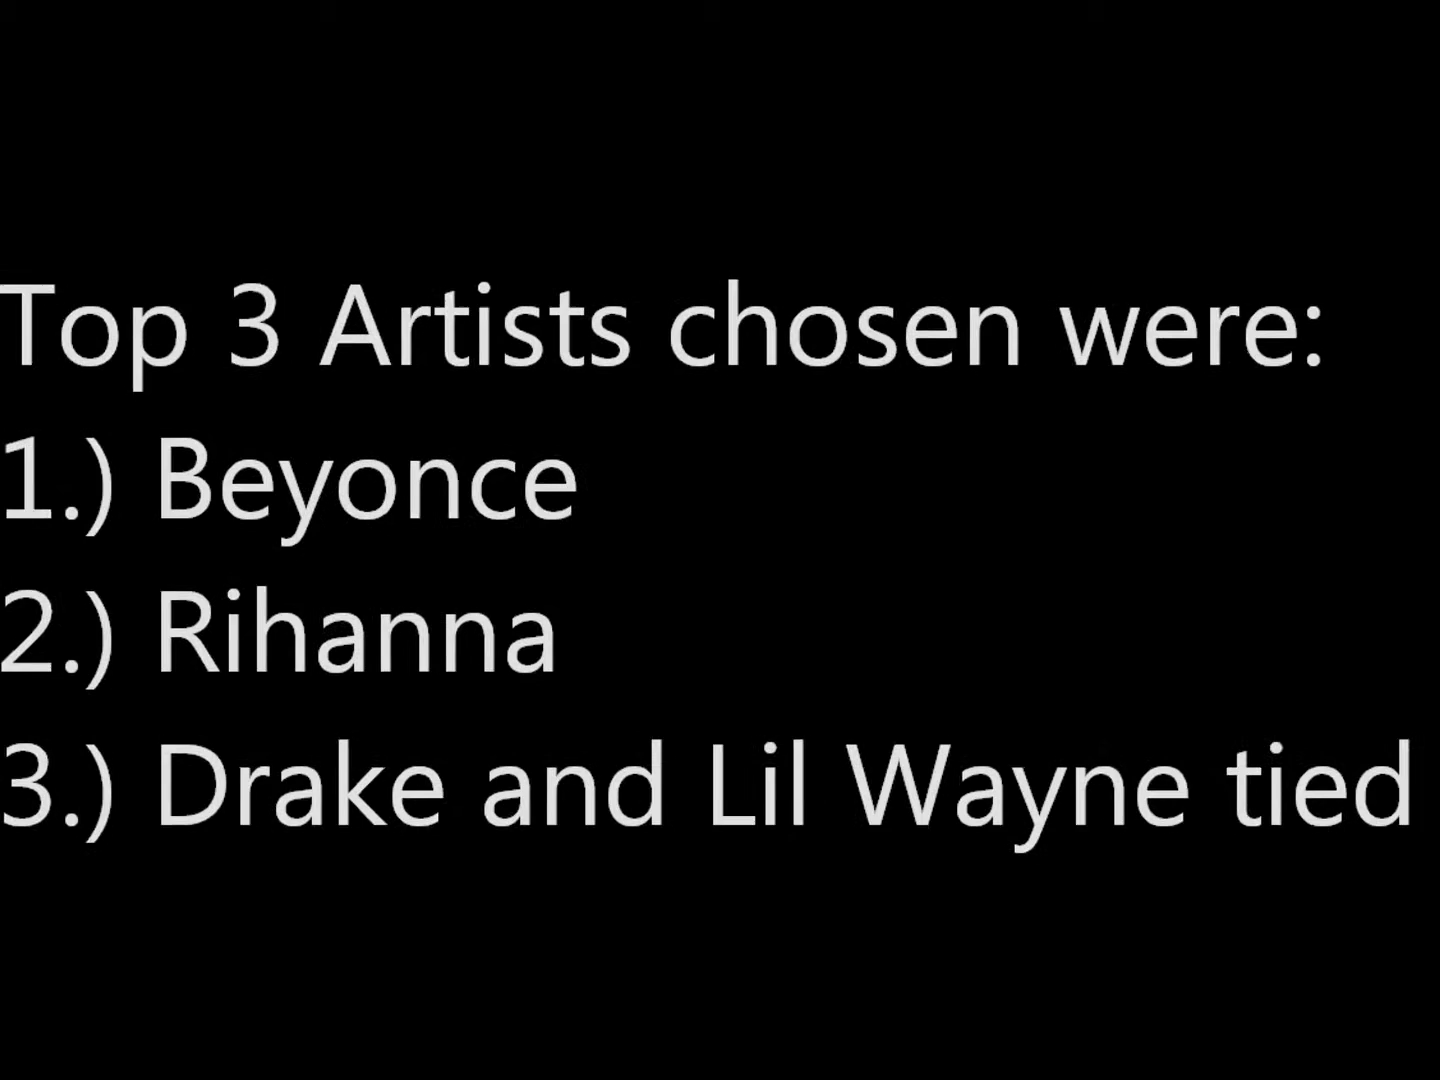 Top 3 Artists chosen were:
1.) Beyonce
2.) Rihanna
3.) Drake and Lil Wayne tied